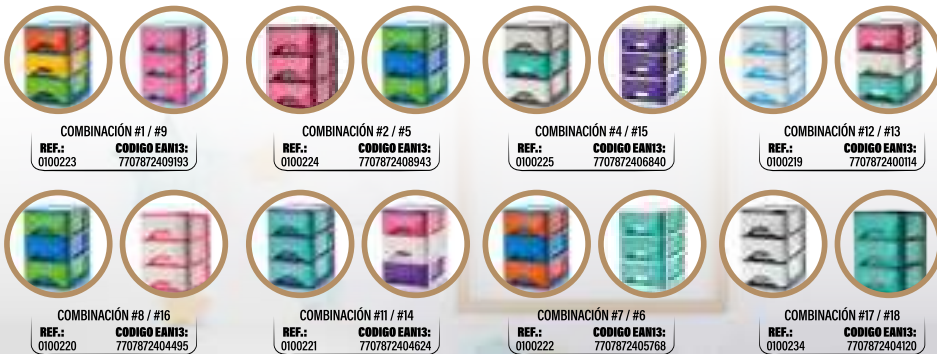 COMBINACIÓN #1 / #9
REF.: CODIGO EAN13:
0100223 7707872409193
COMBINACIÓN #2 / #5
REF.: CODIGO EAN13:
0100224 7707872408943
COMBINACIÓN #4 / #15
REF.: CODIGO EAN13:
0100225 7707872406840
COMBINACIÓN #12 / #13
REF.: CODIGO EAN13:
0100219 7707872400114
COMBINACIÓN #8 / #16
REF.: CODIGO EAN13:
0100220 7707872404495
COMBINACIÓN #11 / #14
REF.: CODIGO EAN13:
0100221 7707872404624
COMBINACIÓN #7 / #6
REF.: CODIGO EAN13:
0100222 7707872405768
COMBINACIÓN #17 / #18
REF.: CODIGO EAN13:
0100234 7707872404120